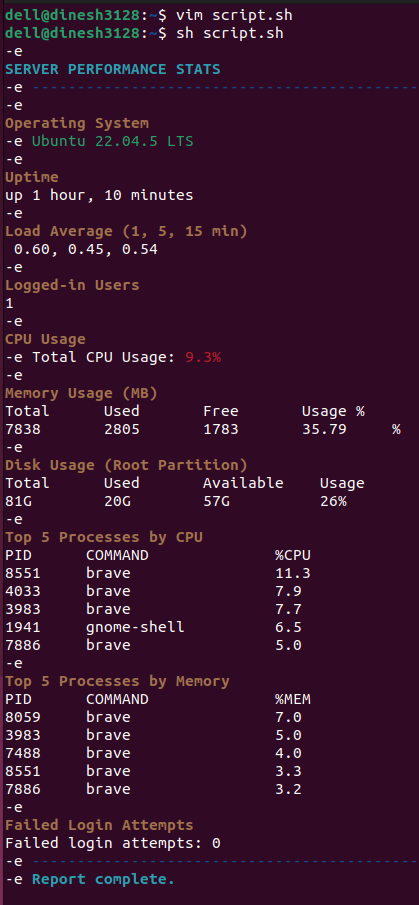 dell@dinesh3128:~$ vim script.sh
dell@dinesh3128:~$ sh script.sh
-e
SERVER PERFORMANCE STATS
-e -------------------------------------------
-e
Operating System
-e Ubuntu 22.04.5 LTS
-e
Uptime
up 1 hour, 10 minutes
-e
Load Average (1, 5, 15 min)
 0.60, 0.45, 0.54
-e
Logged-in Users
1
-e
CPU Usage
-e Total CPU Usage: 9.3%
-e
Memory Usage (MB)
Total      Used       Free       Usage %
7838       2805       1783       35.79     %
-e
Disk Usage (Root Partition)
Total      Used       Available    Usage
81G        20G        57G          26%
-e
Top 5 Processes by CPU
PID      COMMAND              %CPU
8551     brave                11.3
4033     brave                7.9
3983     brave                7.7
1941     gnome-shell          6.5
7886     brave                5.0
-e
Top 5 Processes by Memory
PID      COMMAND              %MEM
8059     brave                7.0
3983     brave                5.0
7488     brave                4.0
8551     brave                3.3
7886     brave                3.2
-e
Failed Login Attempts
Failed login attempts: 0
-e -------------------------------------------
-e Report complete.